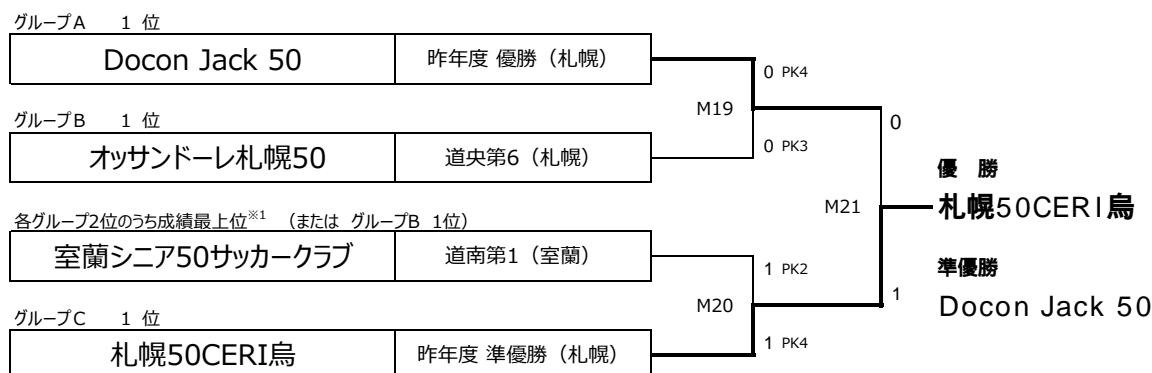 グループA 1 位
Docon Jack 50 昨年度 優勝（札幌）
0 PK4
M19
0
グループB 1 位
オッサンドーレ札幌50 道央第6（札幌）
0 PK3
優 勝
札幌50CERI烏
M21
各グループ2位のうち成績最上位※1 （または グループB 1位）
室蘭シニア50サッカークラブ 道南第1（室蘭）
1 PK2
準優勝
Docon Jack 50
M20
1
グループC 1 位
札幌50CERI烏 昨年度 準優勝（札幌）
1 PK4